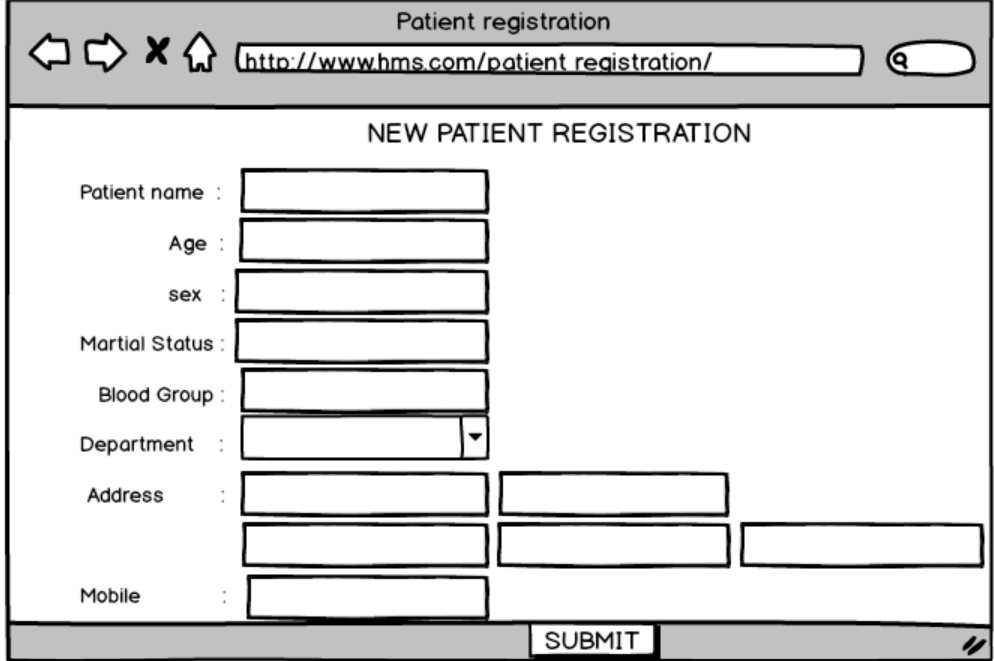 Patient registration
http://www.hms.com/patient registration/
NEW PATIENT REGISTRATION
Patient name :
Age :
sex :
Martial Status :
Blood Group :
Department :
Address :
Mobile :
SUBMIT